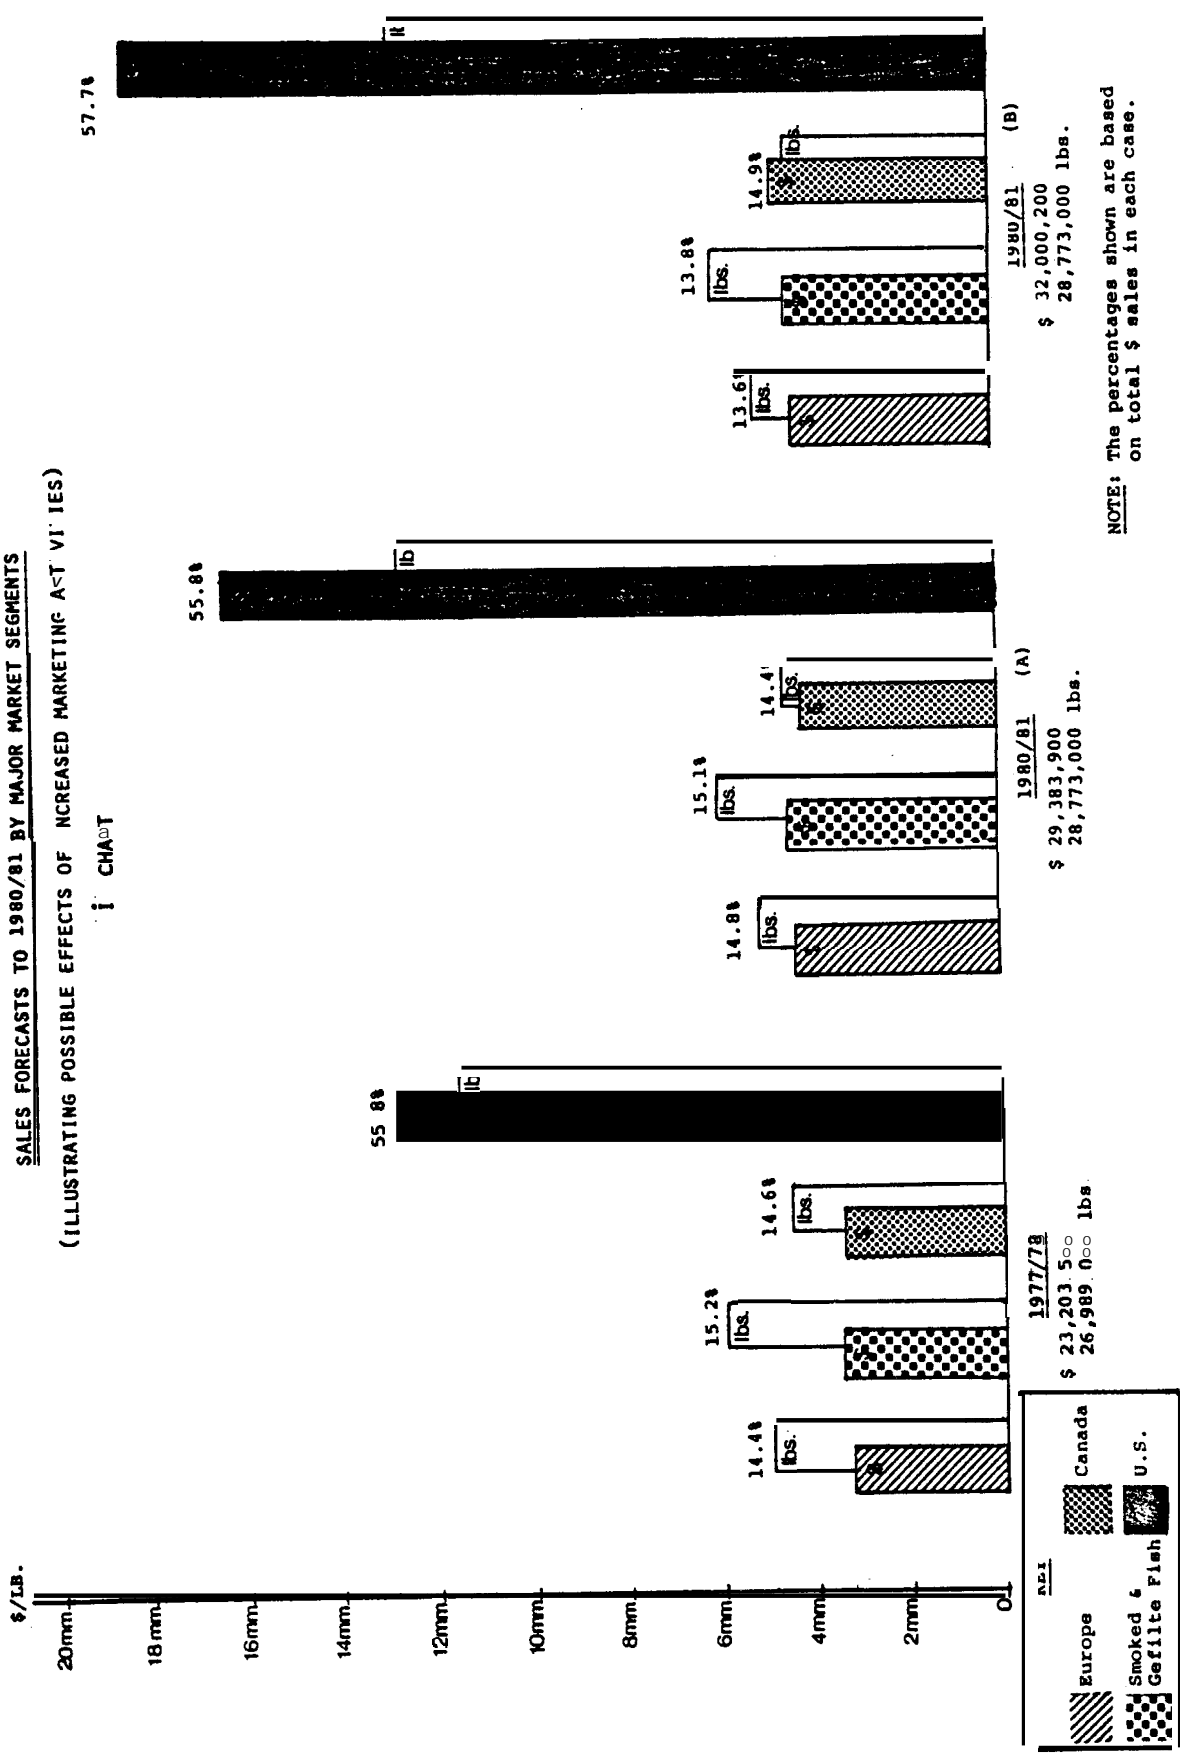 SALES FORECASTS TO 1980/81 BY MAJOR MARKET SEGMENTS
(ILLUSTRATING POSSIBLE EFFECTS OF NCREASED MARKETING
$/LB.
20mm
18mm
16mm
14mm
12mm
10mm
8mm
6mm
4mm
2mm
0
14.4%
lbs.
$
15.2%
lbs.
$
14.6%
lbs.
$
55 8%
lb
1977/78
$ 23,203.500
26,989.000 lbs.
14.8%
lbs.
$
15.1%
lbs.
$
14.4
lbs.
$
55.8%
lb
1980/81 (A)
$ 29,383,900
28,773,000 lbs.
13.6
lbs.
$
13.8%
lbs.
$
14.9%
lbs.
$
57.7%
1980/81 (B)
$ 32,000,200
28,773,000 lbs.
NOTE: The percentages shown are based
on total $ sales in each case.
Europe
Canada
Smoked &
Gefilte Fish
U.S.